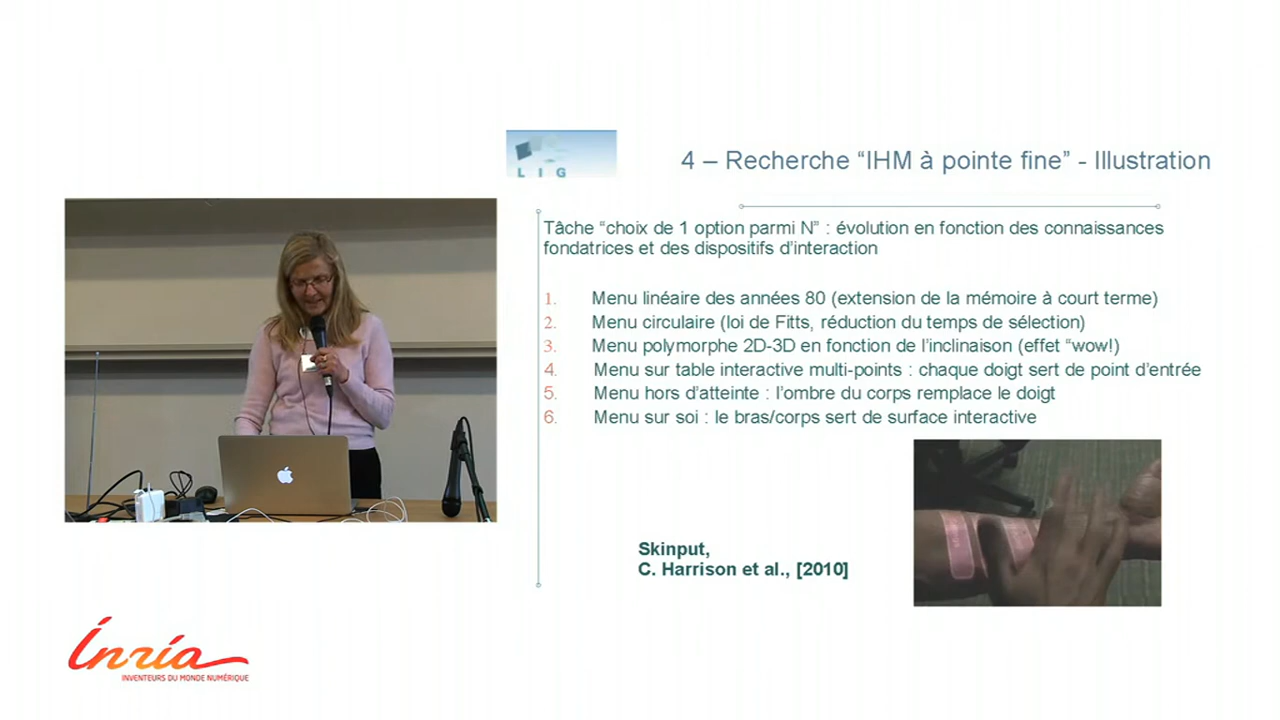 L I G
4 – Recherche “IHM à pointe fine” - Illustration
Tâche “choix de 1 option parmi N” : évolution en fonction des connaissances
fondatrices et des dispositifs d’interaction
1. Menu linéaire des années 80 (extension de la mémoire à court terme)
2. Menu circulaire (loi de Fitts, réduction du temps de sélection)
3. Menu polymorphe 2D-3D en fonction de l’inclinaison (effet “wow!)
4. Menu sur table interactive multi-points : chaque doigt sert de point d’entrée
5. Menu hors d’atteinte : l’ombre du corps remplace le doigt
6. Menu sur soi : le bras/corps sert de surface interactive
Skinput,
C. Harrison et al., [2010]
Inria
INVENTEURS DU MONDE NUMÉRIQUE